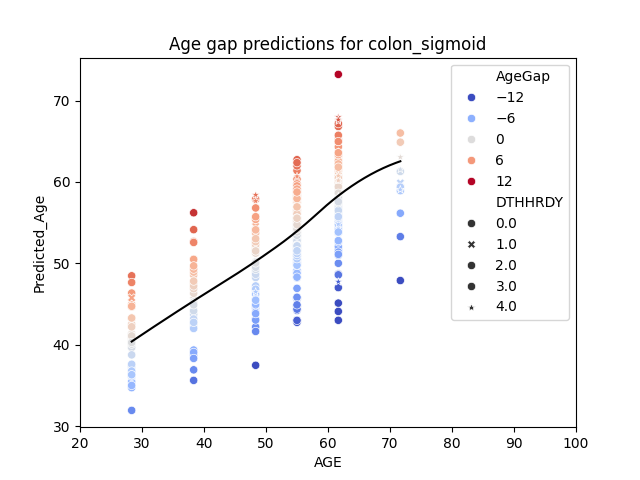 Age gap predictions for colon_sigmoid
Predicted_Age
70
60
50
40
30
20 30 40 50 60 70 80 90 100
AGE
AgeGap
−12
−6
0
6
12
DTHHRDY
0.0
1.0
2.0
3.0
4.0